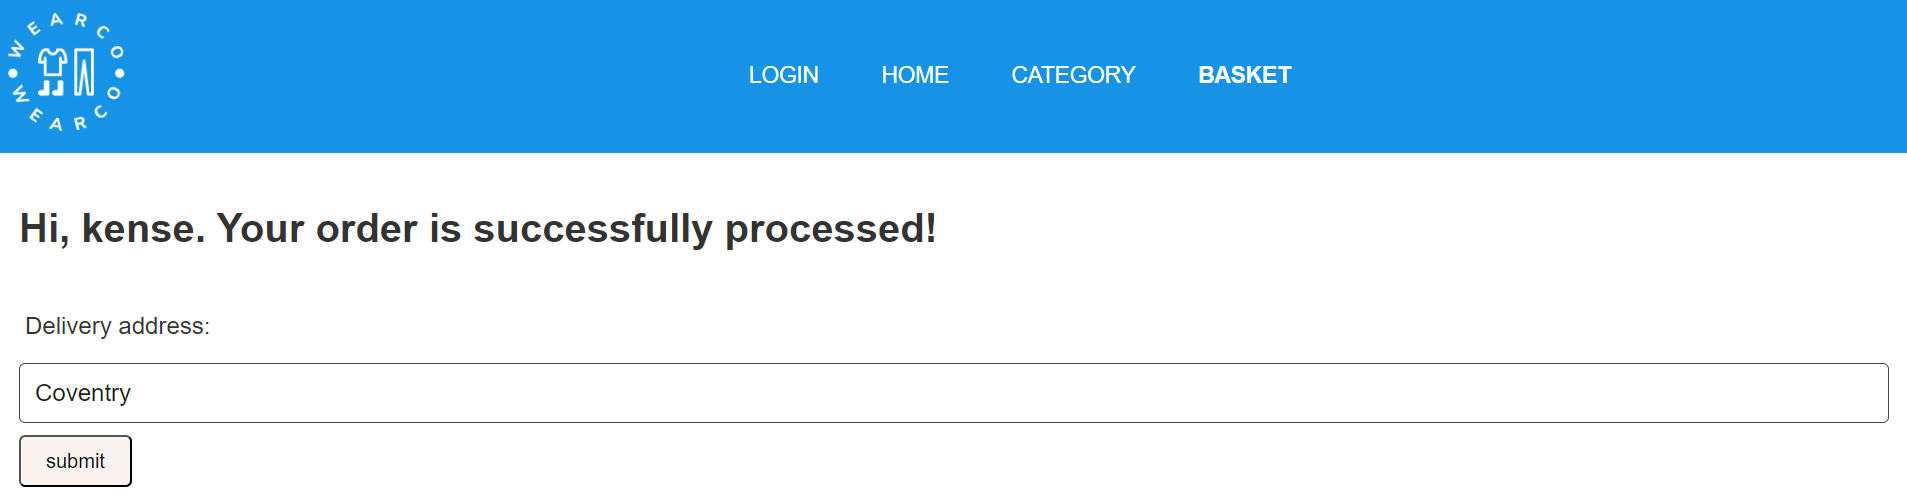 WEARCO
WEARCO
LOGIN HOME CATEGORY BASKET
Hi, kense. Your order is successfully processed!
Delivery address:
Coventry
submit